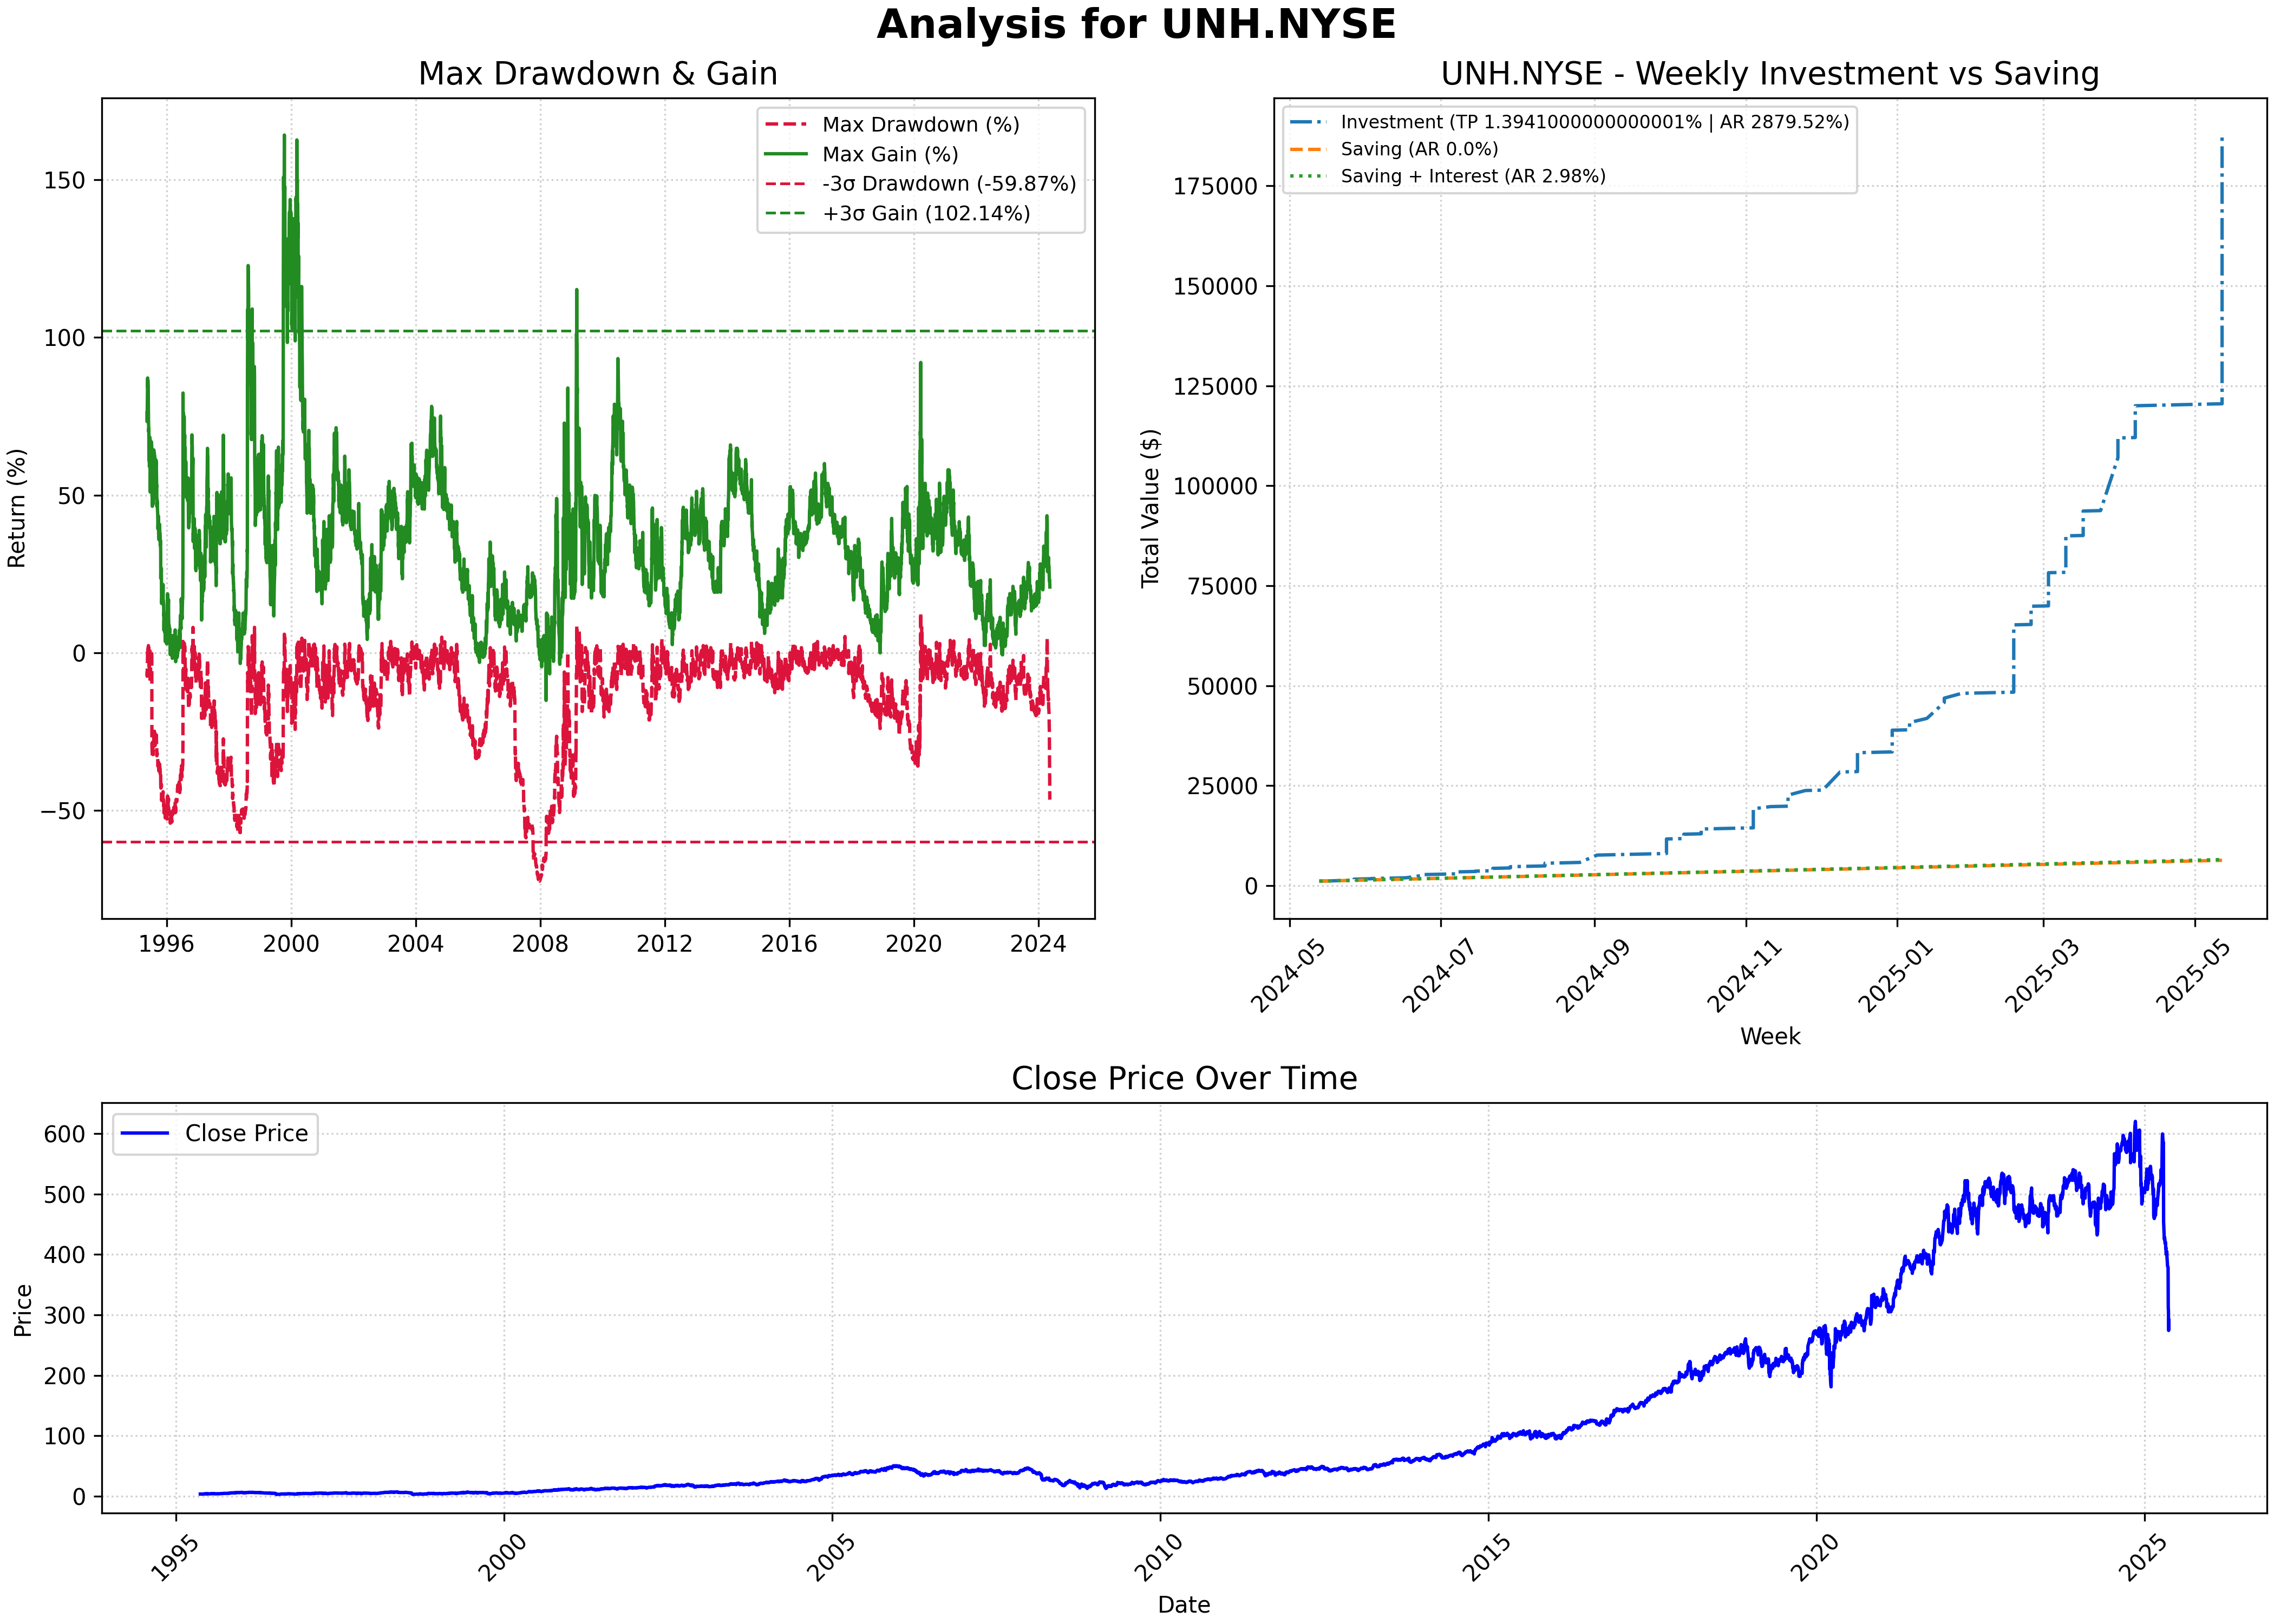 Analysis for UNH.NYSE
Max Drawdown & Gain
Return (%)
150
100
50
0
−50
1996 2000 2004 2008 2012 2016 2020 2024
Max Drawdown (%)
Max Gain (%)
-3σ Drawdown (-59.87%)
+3σ Gain (102.14%)
UNH.NYSE - Weekly Investment vs Saving
Total Value ($)
175000
150000
125000
100000
75000
50000
25000
0
Investment (TP 1.3941000000000001% | AR 2879.52%)
Saving (AR 0.0%)
Saving + Interest (AR 2.98%)
2024-05 2024-07 2024-09 2024-11 2025-01 2025-03 2025-05
Week
Close Price Over Time
Price
600
500
400
300
200
100
0
Close Price
1995 2000 2005 2010 2015 2020 2025
Date